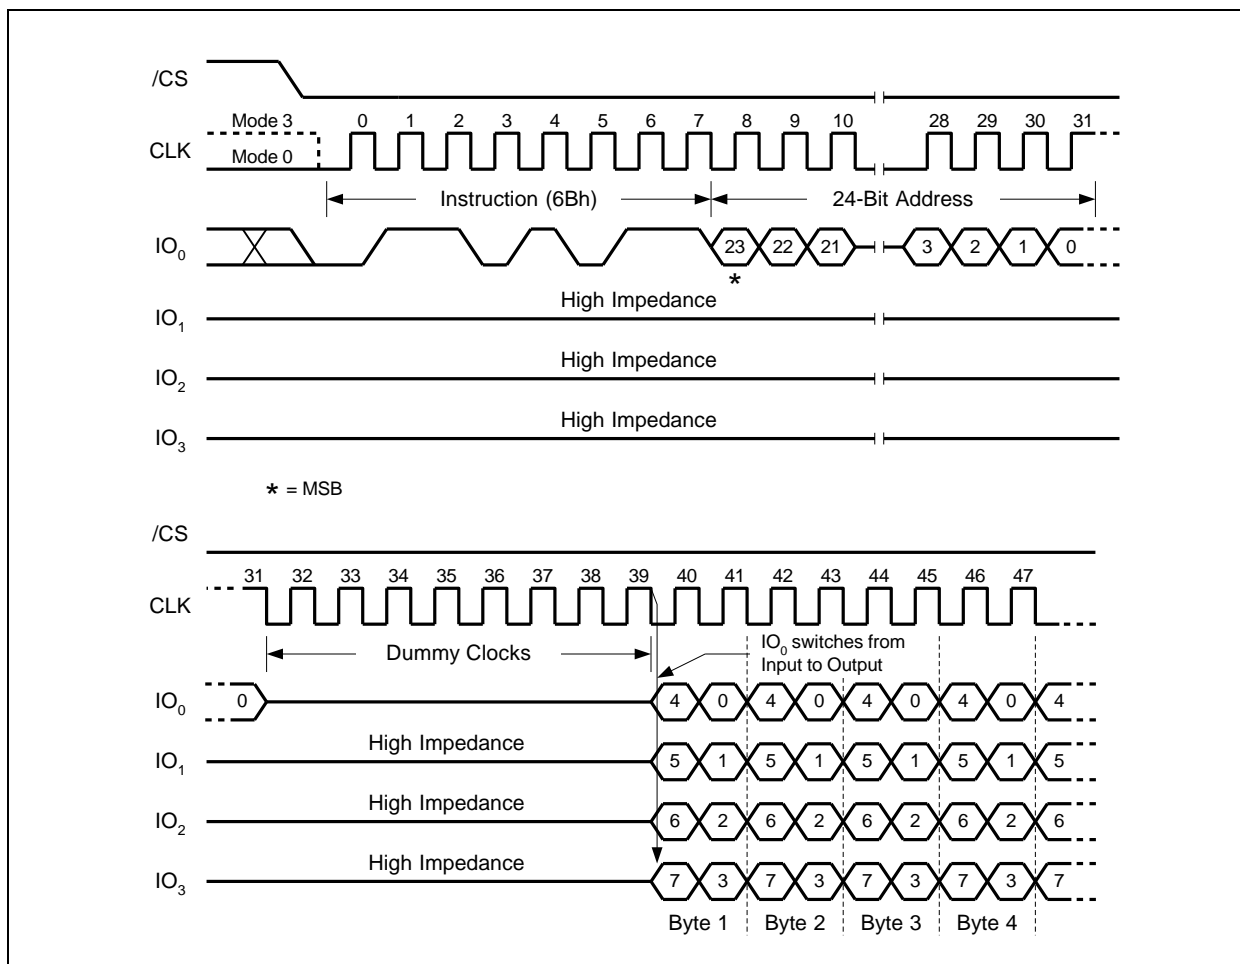 /CS
Mode 3 0 1 2 3 4 5 6 7 8 9 10 28 29 30 31
CLK
Mode 0
Instruction (6Bh) 24-Bit Address
IO0 23 22 21 3 2 1 0
*
High Impedance
IO1
High Impedance
IO2
High Impedance
IO3
* = MSB
/CS
31 32 33 34 35 36 37 38 39 40 41 42 43 44 45 46 47
CLK
Dummy Clocks
IO0 switches from
Input to Output
IO0 0 4 0 4 0 4 0 4 0 4
High Impedance
IO1 5 1 5 1 5 1 5 1 5
High Impedance
IO2 6 2 6 2 6 2 6 2 6
High Impedance
IO3 7 3 7 3 7 3 7 3 7
Byte 1 Byte 2 Byte 3 Byte 4